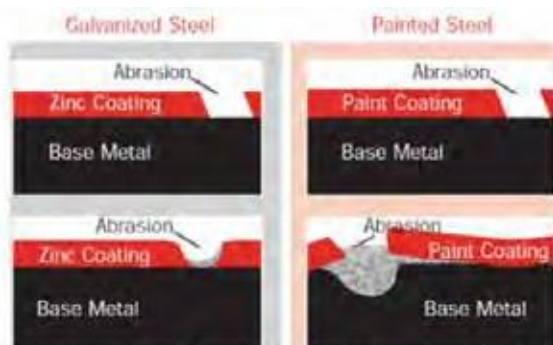 Galvanized Steel
Abrasion
Zinc Coating
Base Metal
Abrasion
Zinc Coating
Base Metal
Painted Steel
Abrasion
Paint Coating
Base Metal
Abrasion
Paint Coating
Base Metal